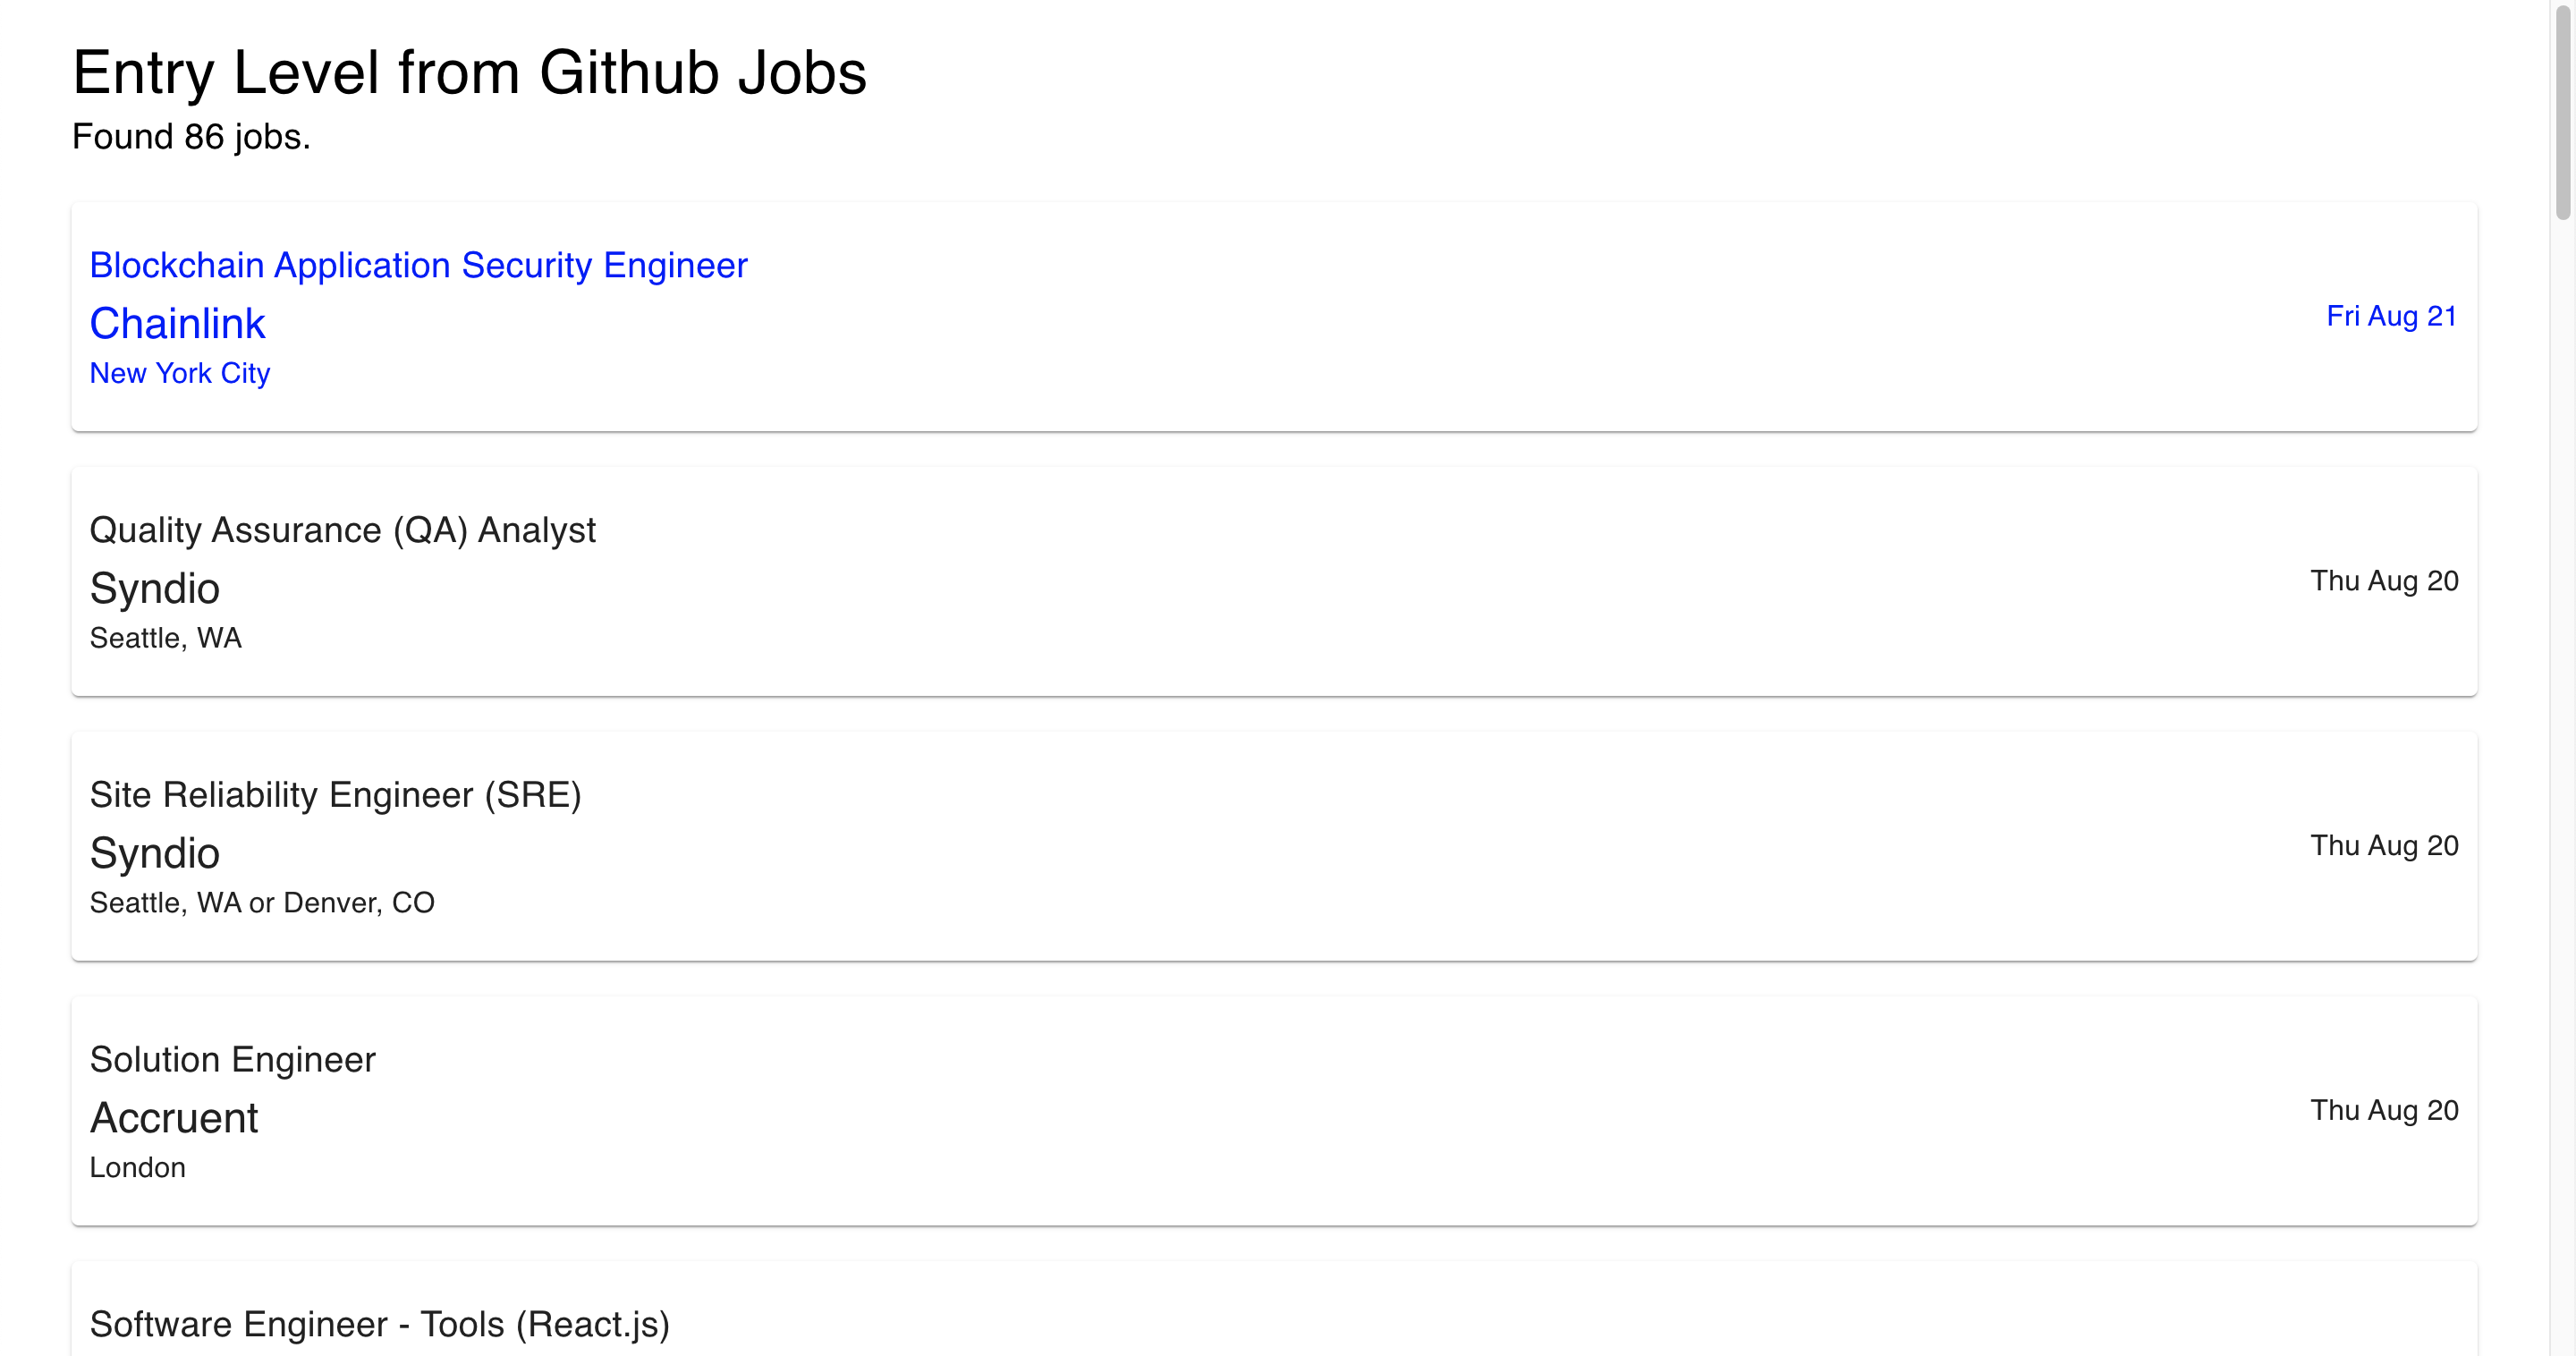 Entry Level from Github Jobs
Found 86 jobs.
Blockchain Application Security Engineer
Chainlink
New York City
Fri Aug 21
Quality Assurance (QA) Analyst
Syndio
Seattle, WA
Thu Aug 20
Site Reliability Engineer (SRE)
Syndio
Seattle, WA or Denver, CO
Thu Aug 20
Solution Engineer
Accruent
London
Thu Aug 20
Software Engineer - Tools (React.js)